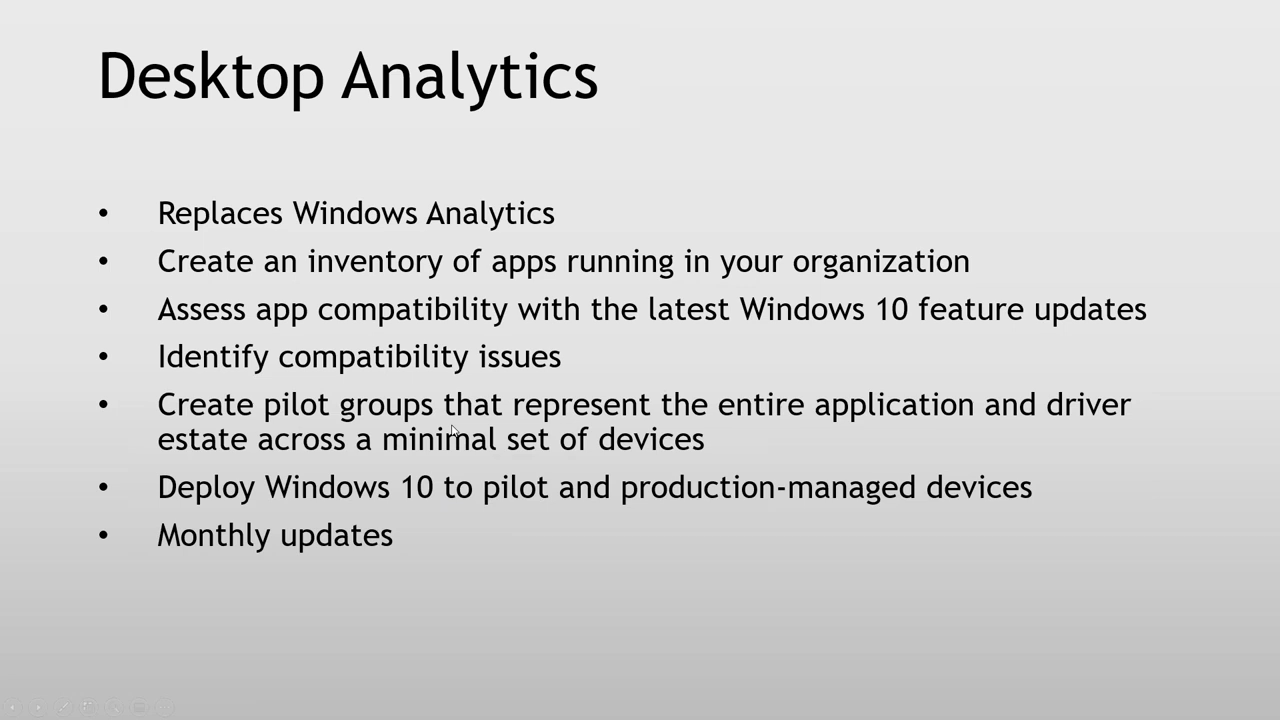 Desktop Analytics
• Replaces Windows Analytics
• Create an inventory of apps running in your organization
• Assess app compatibility with the latest Windows 10 feature updates
• Identify compatibility issues
• Create pilot groups that represent the entire application and driver
estate across a minimal set of devices
• Deploy Windows 10 to pilot and production-managed devices
• Monthly updates